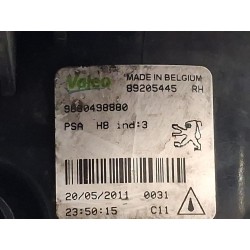 Valeo
MADE IN BELGIUM
89205445 RH
9680498880
PSA H8 ind:3
20/05/2011 0031
23:50:15 C11